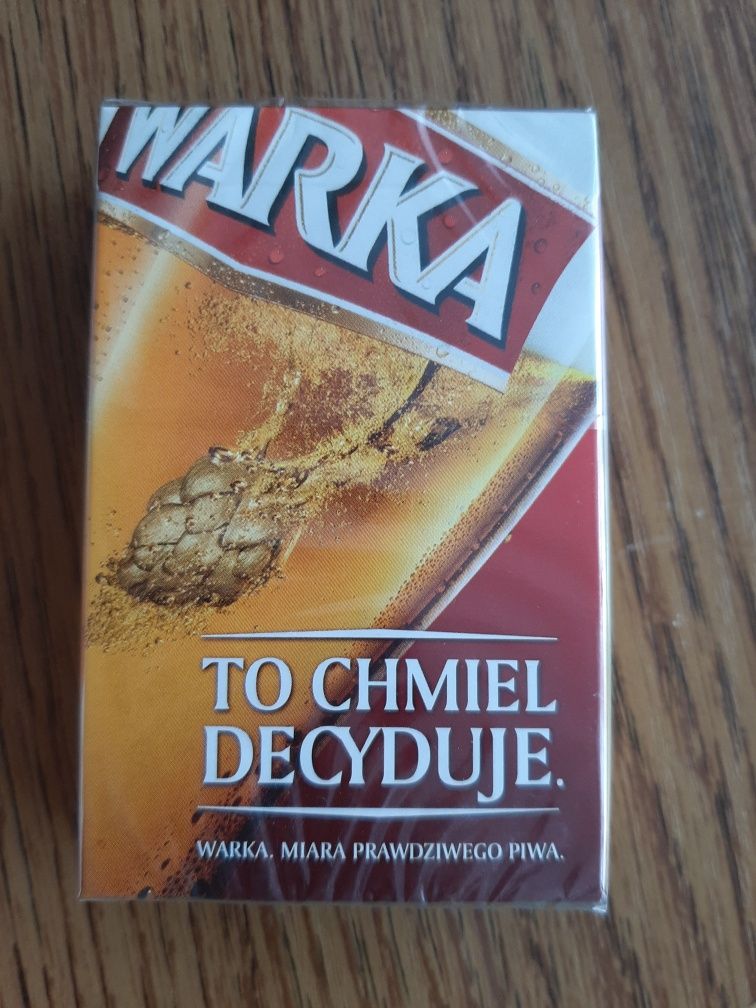 WARKA
TO CHMIEL
DECYDUJE.
WARKA. MIARA PRAWDZIWEGO PIWA.